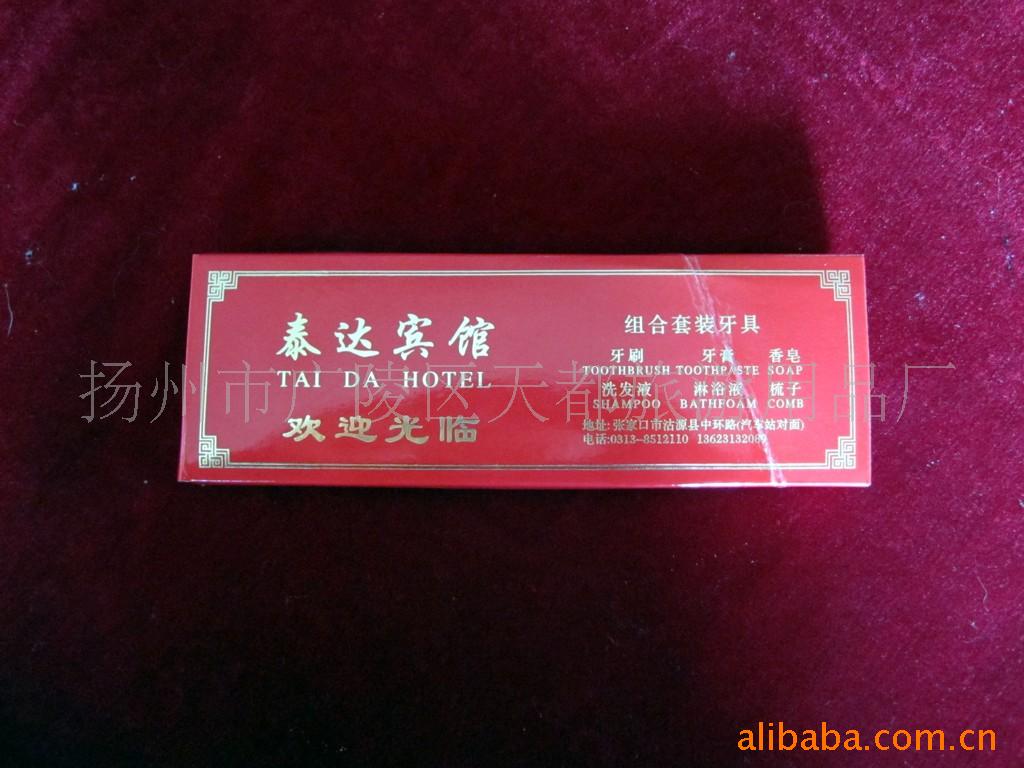 泰达宾馆
TAI DA HOTEL
欢迎光临
组合套装牙具
牙刷 牙膏 香皂
TOOTHBRUSH TOOTHPASTE SOAP
洗发液 淋浴液 梳子
SHAMPOO BATHFOAM COMB
地址:张家口市沽源县中环路(汽车站对面)
电话:0313-8512110 13623132089
扬州市广陵区天都旅游用品厂
alibaba.com.cn